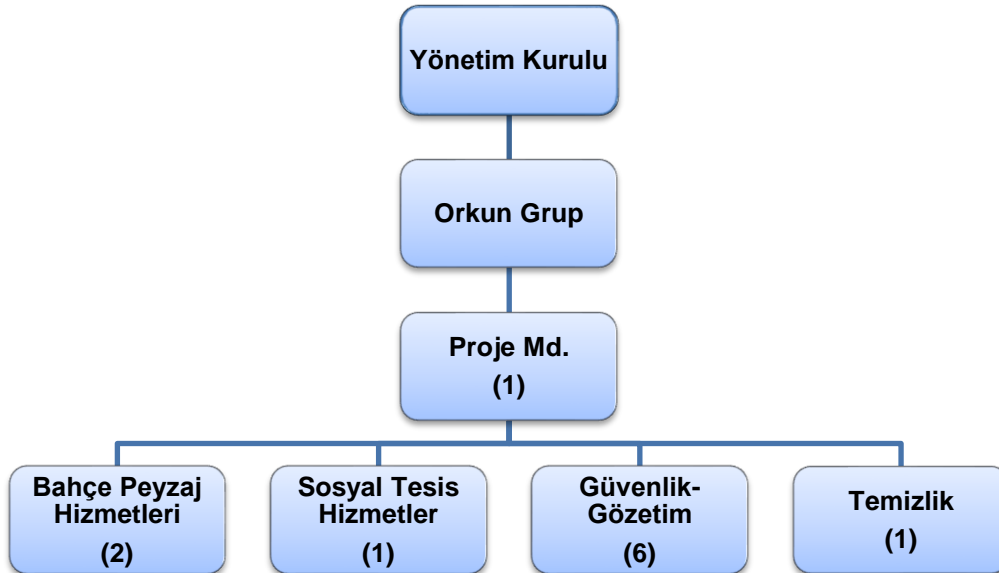 Yönetim Kurulu
Orkun Grup
Proje Md.
(1)
Bahçe Peyzaj
Hizmetleri
(2)
Sosyal Tesis
Hizmetler
(1)
Güvenlik-
Gözetim
(6)
Temizlik
(1)